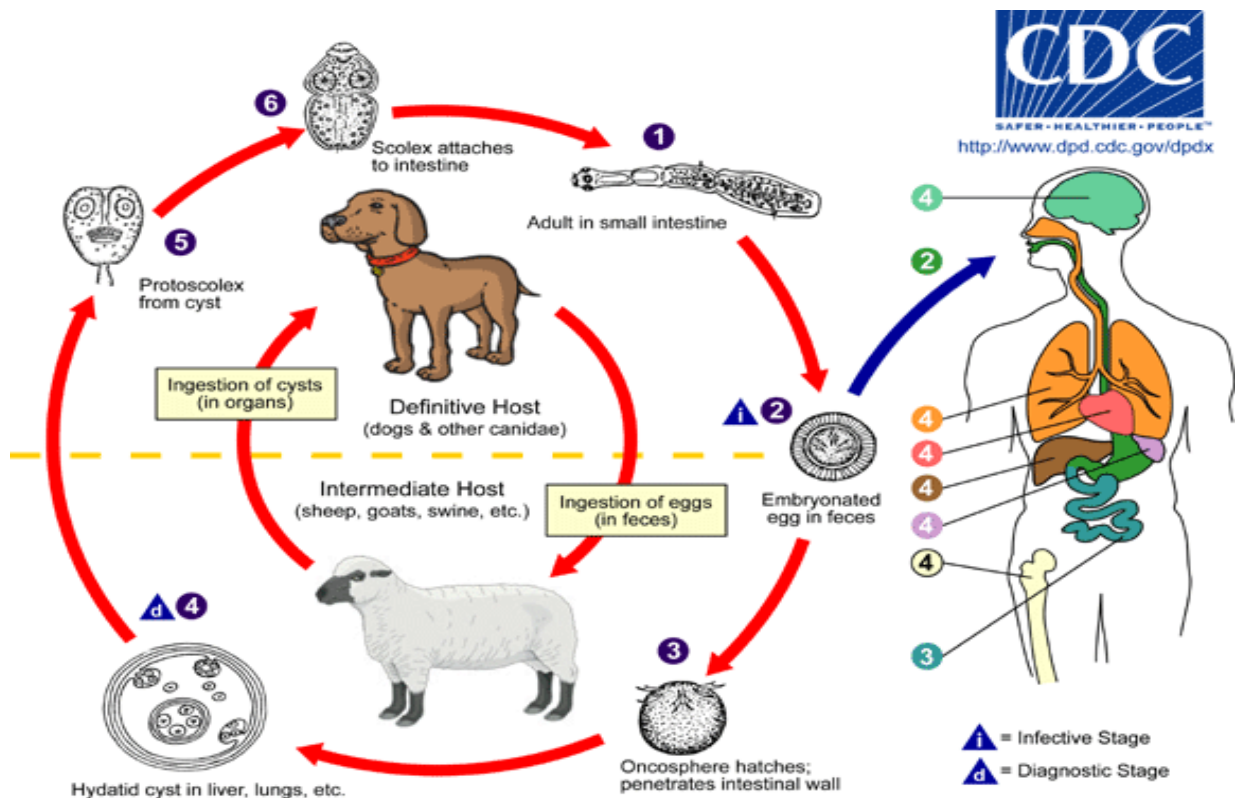 CDC
SAFER • HEALTHIER • PEOPLE™
http://www.dpd.cdc.gov/dpdx
6
Scolex attaches
to intestine
1
Adult in small intestine
5
Protoscolex
from cyst
Ingestion of cysts
(in organs)
Definitive Host
(dogs & other canidae)
i 2
Embryonated
egg in feces
Intermediate Host
(sheep, goats, swine, etc.)
Ingestion of eggs
(in feces)
d 4
Hydatid cyst in liver, lungs, etc.
3
Oncosphere hatches;
penetrates intestinal wall
4
2
4
4
4
4
4
3
i = Infective Stage
d = Diagnostic Stage